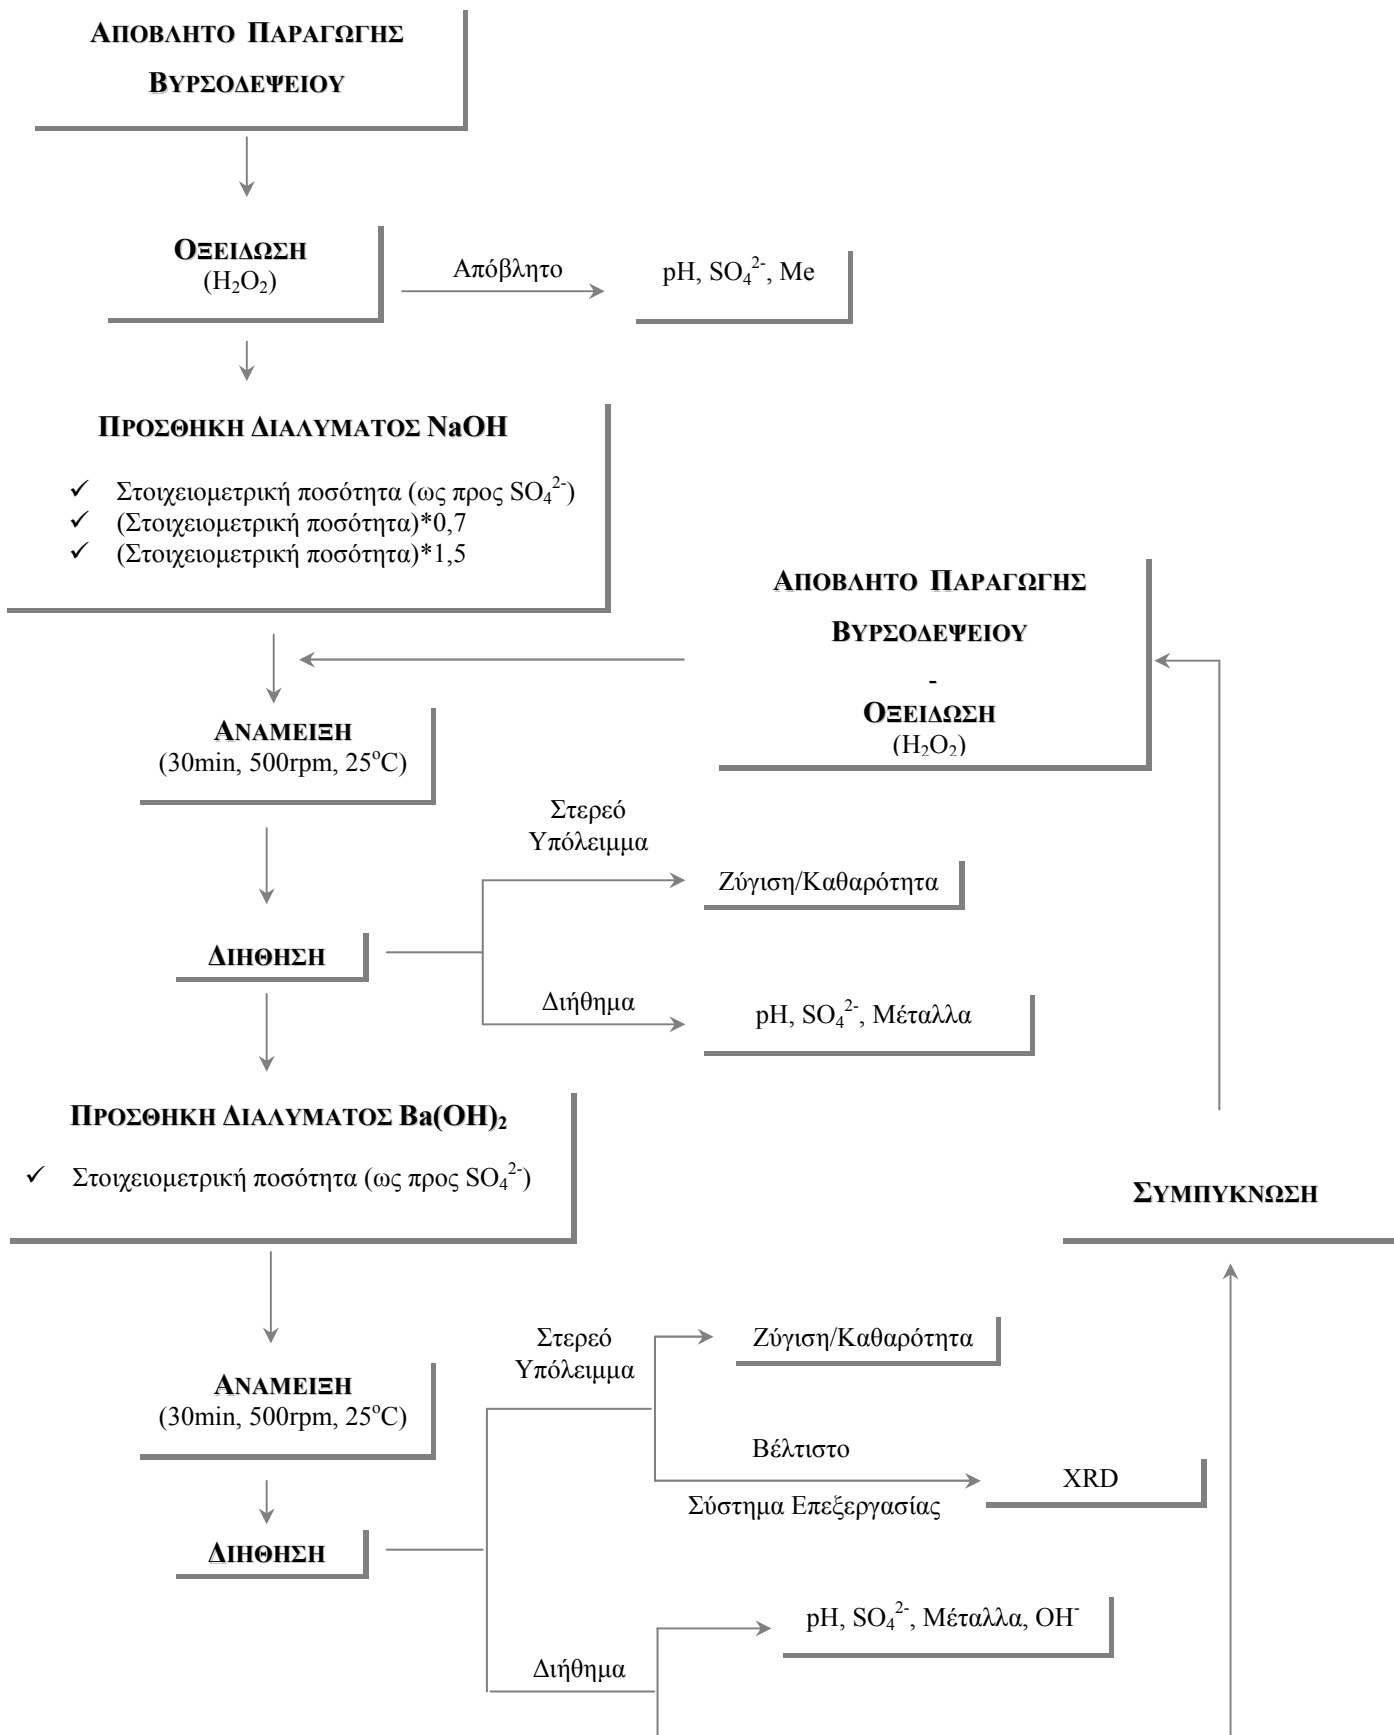 ΑΠΟΒΛΗΤΟ ΠΑΡΑΓΩΓΗΣ
ΒΥΡΣΟΔΕΨΕΙΟΥ
ΟΞΕΙΔΩΣΗ
(H₂O₂)
Απόβλητο
pH, SO₄²⁻, Me
ΠΡΟΣΘΗΚΗ ΔΙΑΛΥΜΑΤΟΣ NaOH
✓ Στοιχειομετρική ποσότητα (ως προς SO₄²⁻)
✓ (Στοιχειομετρική ποσότητα)*0,7
✓ (Στοιχειομετρική ποσότητα)*1,5
ΑΠΟΒΛΗΤΟ ΠΑΡΑΓΩΓΗΣ
ΒΥΡΣΟΔΕΨΕΙΟΥ
-
ΟΞΕΙΔΩΣΗ
(H₂O₂)
ΑΝΑΜΕΙΞΗ
(30min, 500rpm, 25°C)
Στερεό
Υπόλειμμα
Ζύγιση/Καθαρότητα
ΔΙΗΘΗΣΗ
Διήθημα
pH, SO₄²⁻, Μέταλλα
ΠΡΟΣΘΗΚΗ ΔΙΑΛΥΜΑΤΟΣ Ba(OH)₂
✓ Στοιχειομετρική ποσότητα (ως προς SO₄²⁻)
ΣΥΜΠΥΚΝΩΣΗ
Στερεό
Υπόλειμμα
Ζύγιση/Καθαρότητα
ΑΝΑΜΕΙΞΗ
(30min, 500rpm, 25°C)
Βέλτιστο
Σύστημα Επεξεργασίας
XRD
ΔΙΗΘΗΣΗ
pH, SO₄²⁻, Μέταλλα, OH⁻
Διήθημα